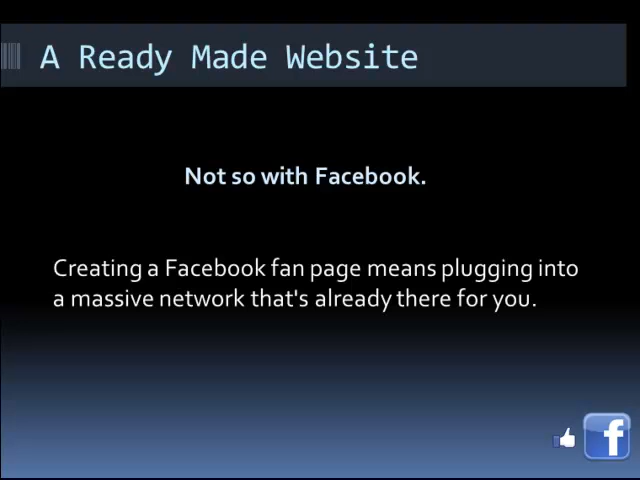 A Ready Made Website
Not so with Facebook.
Creating a Facebook fan page means plugging into
a massive network that's already there for you.
f